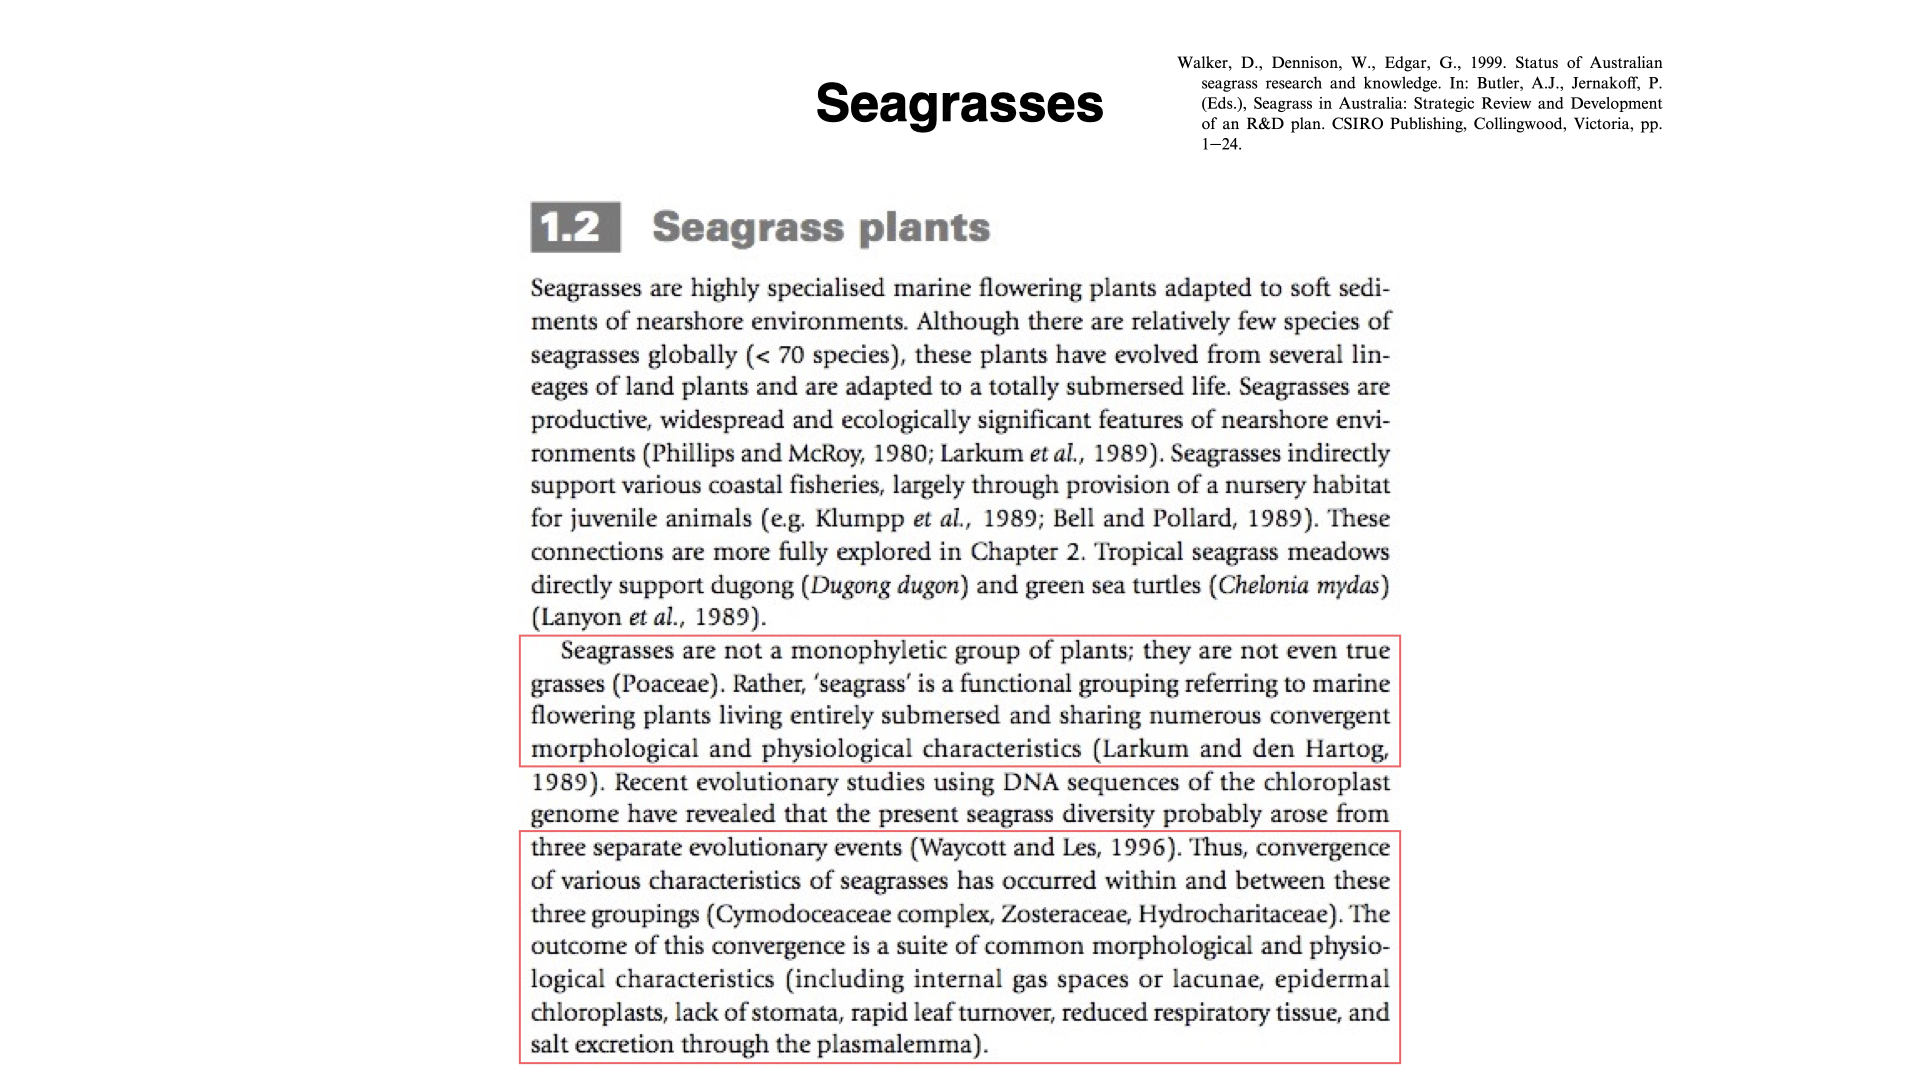 Seagrasses
Walker, D., Dennison, W., Edgar, G., 1999. Status of Australian
seagrass research and knowledge. In: Butler, A.J., Jernakoff, P.
(Eds.), Seagrass in Australia: Strategic Review and Development
of an R&D plan. CSIRO Publishing, Collingwood, Victoria, pp.
1–24.
1.2 Seagrass plants
Seagrasses are highly specialised marine flowering plants adapted to soft sedi-
ments of nearshore environments. Although there are relatively few species of
seagrasses globally (< 70 species), these plants have evolved from several lin-
eages of land plants and are adapted to a totally submersed life. Seagrasses are
productive, widespread and ecologically significant features of nearshore envi-
ronments (Phillips and McRoy, 1980; Larkum et al., 1989). Seagrasses indirectly
support various coastal fisheries, largely through provision of a nursery habitat
for juvenile animals (e.g. Klumpp et al., 1989; Bell and Pollard, 1989). These
connections are more fully explored in Chapter 2. Tropical seagrass meadows
directly support dugong (Dugong dugon) and green sea turtles (Chelonia mydas)
(Lanyon et al., 1989).
Seagrasses are not a monophyletic group of plants; they are not even true
grasses (Poaceae). Rather, ‘seagrass’ is a functional grouping referring to marine
flowering plants living entirely submersed and sharing numerous convergent
morphological and physiological characteristics (Larkum and den Hartog,
1989). Recent evolutionary studies using DNA sequences of the chloroplast
genome have revealed that the present seagrass diversity probably arose from
three separate evolutionary events (Waycott and Les, 1996). Thus, convergence
of various characteristics of seagrasses has occurred within and between these
three groupings (Cymodoceaceae complex, Zosteraceae, Hydrocharitaceae). The
outcome of this convergence is a suite of common morphological and physio-
logical characteristics (including internal gas spaces or lacunae, epidermal
chloroplasts, lack of stomata, rapid leaf turnover, reduced respiratory tissue, and
salt excretion through the plasmalemma).